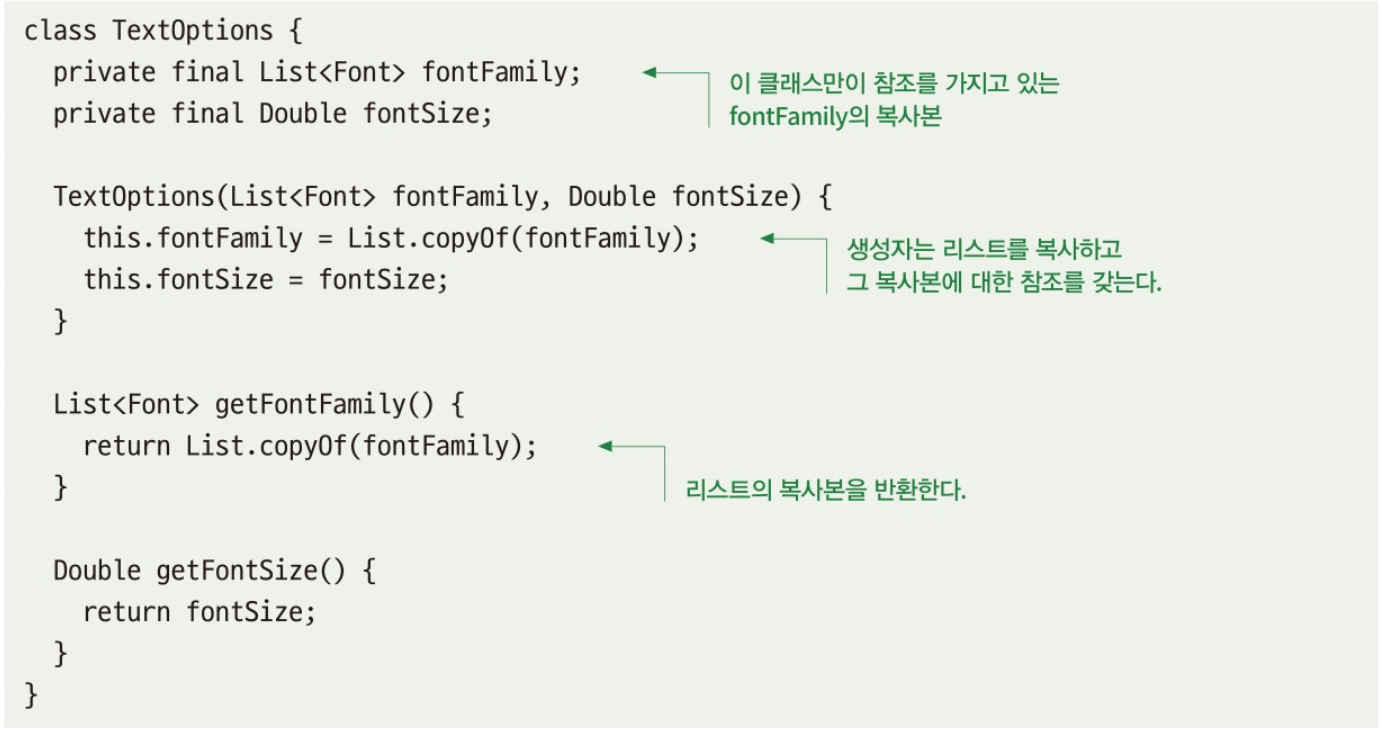 class TextOptions {
  private final List<Font> fontFamily;
  private final Double fontSize;
이 클래스만이 참조를 가지고 있는
fontFamily의 복사본
  TextOptions(List<Font> fontFamily, Double fontSize) {
    this.fontFamily = List.copyOf(fontFamily);
    this.fontSize = fontSize;
생성자는 리스트를 복사하고
그 복사본에 대한 참조를 갖는다.
  }
  List<Font> getFontFamily() {
    return List.copyOf(fontFamily);
  }
리스트의 복사본을 반환한다.
  Double getFontSize() {
    return fontSize;
  }
}